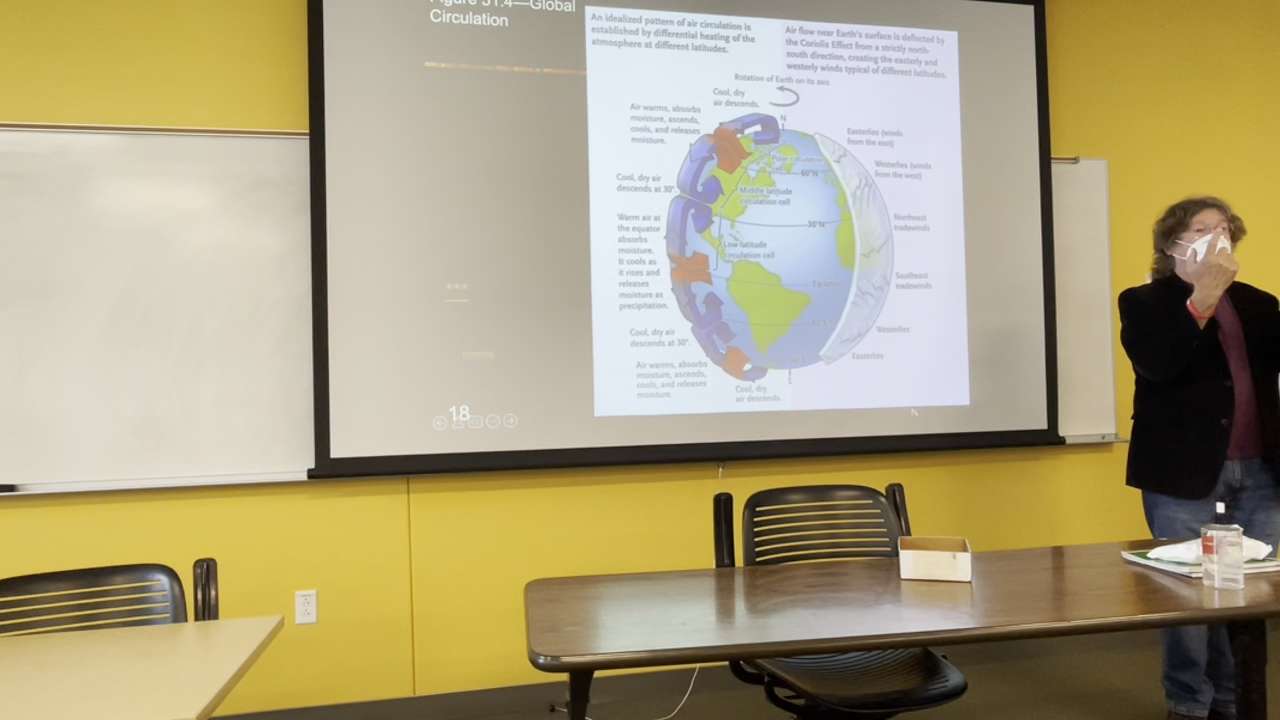 Figure 31.4—Global
Circulation
An idealized pattern of air circulation is
established by differential heating of the
atmosphere at different latitudes.
Air flow near Earth's surface is deflected by
the Coriolis Effect from a strictly north-
south direction, creating the easterly and
westerly winds typical of different latitudes.
Rotation of Earth on its axis
Cool, dry
air descends.
N
Air warms, absorbs
moisture, ascends,
cools, and releases
moisture.
Easterlies (winds
from the east)
Polar circulation
cell
60°N
Westerlies (winds
from the west)
Cool, dry air
descends at 30°.
Middle latitude
circulation cell
Warm air at
the equator
absorbs
moisture.
It cools as
it rises and
releases
moisture as
precipitation.
30°N
Northeast
tradewinds
Low latitude
circulation cell
Equator
Southeast
tradewinds
Cool, dry air
descends at 30°.
Westerlies
Easterlies
Air warms, absorbs
moisture, ascends,
cools, and releases
moisture.
S
Cool, dry
air descends.
18